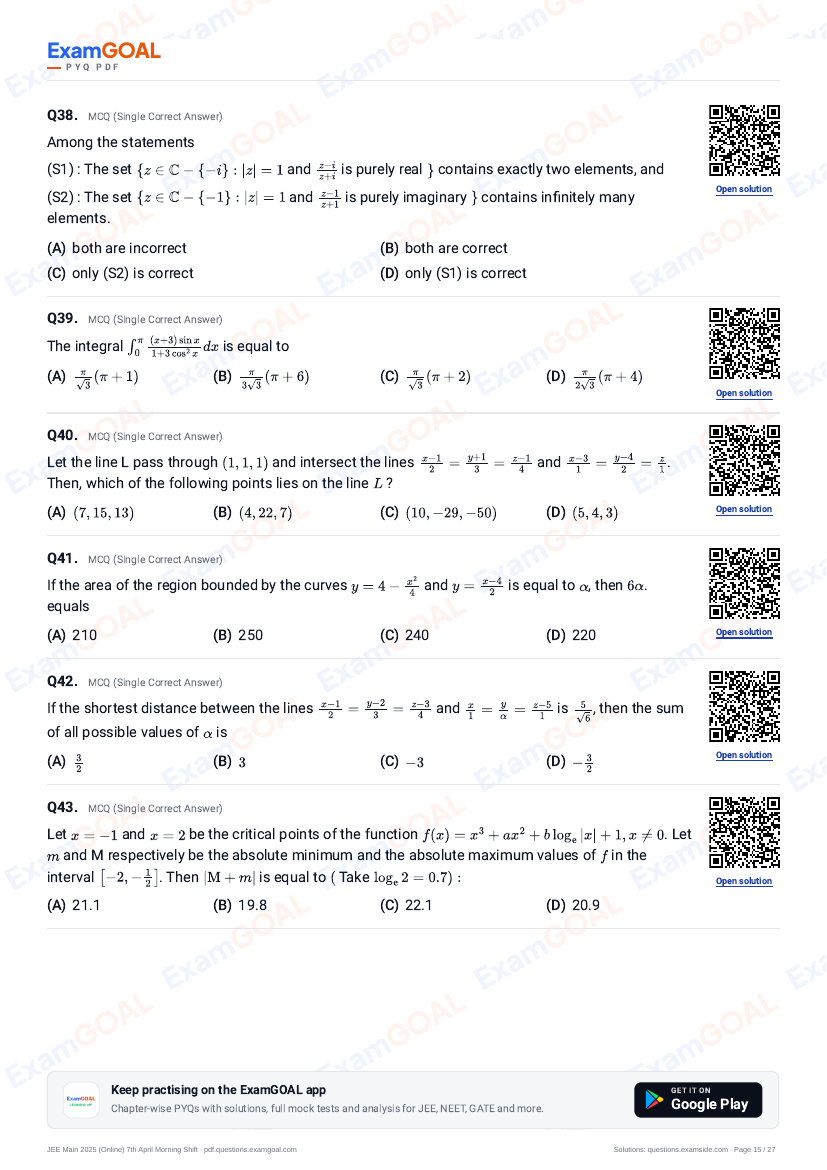 ExamGOAL
PYQ PDF
Q38. MCQ (Single Correct Answer)
Among the statements
(S1) : The set {z ∈ ℂ − {−i} : |z| = 1 and (z−i)/(z+i) is purely real } contains exactly two elements, and
(S2) : The set {z ∈ ℂ − {−1} : |z| = 1 and (z−1)/(z+1) is purely imaginary } contains infinitely many
elements.
(A) both are incorrect (B) both are correct
(C) only (S2) is correct (D) only (S1) is correct
Open solution
Q39. MCQ (Single Correct Answer)
The integral ∫₀^π ((x+3) sin x)/(1+3 cos² x) dx is equal to
(A) π/√3 (π + 1) (B) π/(3√3) (π + 6) (C) π/√3 (π + 2) (D) π/(2√3) (π + 4)
Open solution
Q40. MCQ (Single Correct Answer)
Let the line L pass through (1, 1, 1) and intersect the lines (x−1)/2 = (y+1)/3 = (z−1)/4 and (x−3)/1 = (y−4)/2 = z/1.
Then, which of the following points lies on the line L ?
(A) (7, 15, 13) (B) (4, 22, 7) (C) (10, −29, −50) (D) (5, 4, 3)
Open solution
Q41. MCQ (Single Correct Answer)
If the area of the region bounded by the curves y = 4 − x²/4 and y = (x−4)/2 is equal to α, then 6α.
equals
(A) 210 (B) 250 (C) 240 (D) 220
Open solution
Q42. MCQ (Single Correct Answer)
If the shortest distance between the lines (x−1)/2 = (y−2)/3 = (z−3)/4 and x/1 = y/α = (z−5)/1 is 5/√6, then the sum
of all possible values of α is
(A) 3/2 (B) 3 (C) −3 (D) −3/2
Open solution
Q43. MCQ (Single Correct Answer)
Let x = −1 and x = 2 be the critical points of the function f(x) = x³ + ax² + b logₑ |x| + 1, x ≠ 0. Let
m and M respectively be the absolute minimum and the absolute maximum values of f in the
interval [−2, −1/2]. Then |M + m| is equal to ( Take logₑ 2 = 0.7) :
(A) 21.1 (B) 19.8 (C) 22.1 (D) 20.9
Open solution
Keep practising on the ExamGOAL app
Chapter-wise PYQs with solutions, full mock tests and analysis for JEE, NEET, GATE and more.
GET IT ON
Google Play
JEE Main 2025 (Online) 7th April Morning Shift · pdf.questions.examgoal.com
Solutions: questions.examside.com · Page 15 / 27